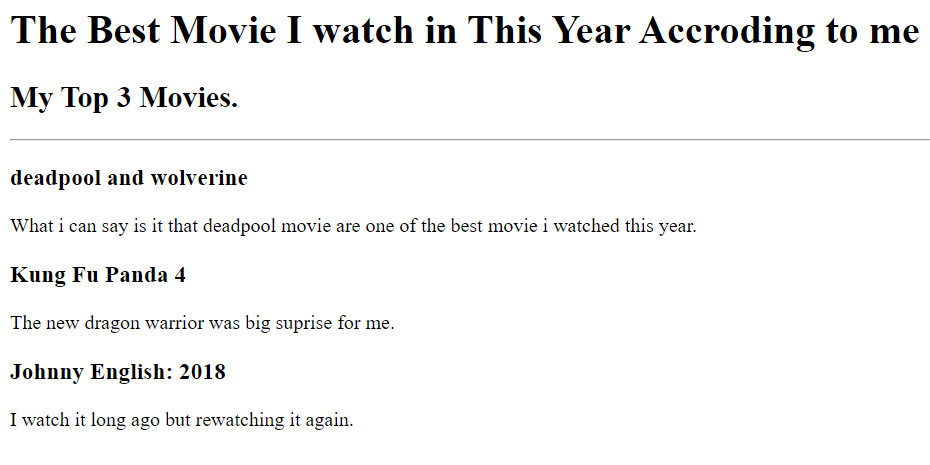 The Best Movie I watch in This Year Accroding to me
My Top 3 Movies.
deadpool and wolverine
What i can say is it that deadpool movie are one of the best movie i watched this year.
Kung Fu Panda 4
The new dragon warrior was big suprise for me.
Johnny English: 2018
I watch it long ago but rewatching it again.